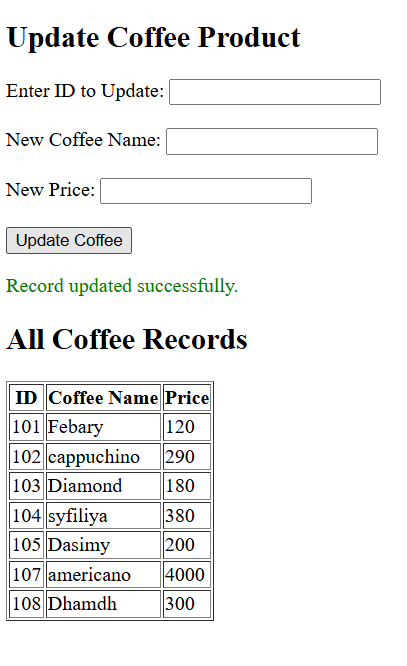 Update Coffee Product
Enter ID to Update:
New Coffee Name:
New Price:
Update Coffee
Record updated successfully.
All Coffee Records
ID Coffee Name Price
101 Febary 120
102 cappuchino 290
103 Diamond 180
104 syfiliya 380
105 Dasimy 200
107 americano 4000
108 Dhamdh 300